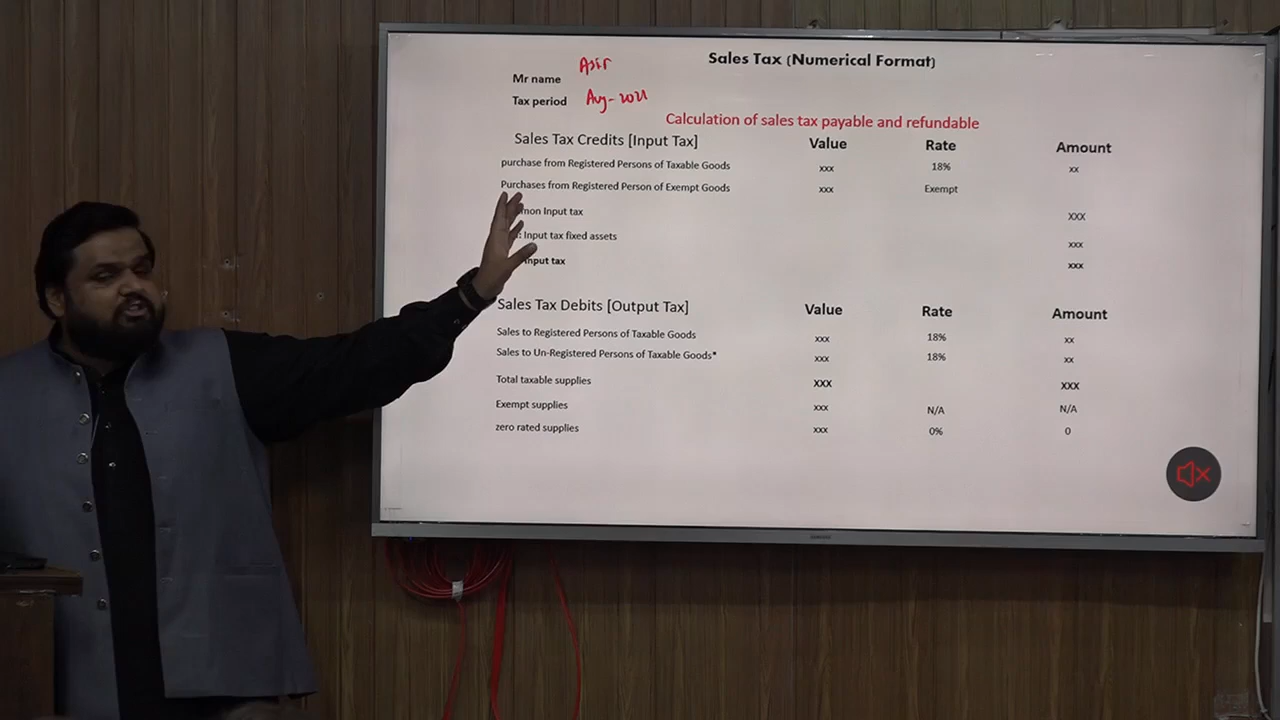 Sales Tax (Numerical Format)
Mr name Asif
Tax period Aug-2021
Calculation of sales tax payable and refundable
Sales Tax Credits [Input Tax] Value Rate Amount
purchase from Registered Persons of Taxable Goods xxx 18% xx
Purchases from Registered Person of Exempt Goods xxx Exempt
mon Input tax XXX
: Input tax fixed assets xxx
Input tax xxx
Sales Tax Debits [Output Tax] Value Rate Amount
Sales to Registered Persons of Taxable Goods xxx 18% xx
Sales to Un-Registered Persons of Taxable Goods* xxx 18% xx
Total taxable supplies XXX XXX
Exempt supplies xxx N/A N/A
zero rated supplies xxx 0% 0